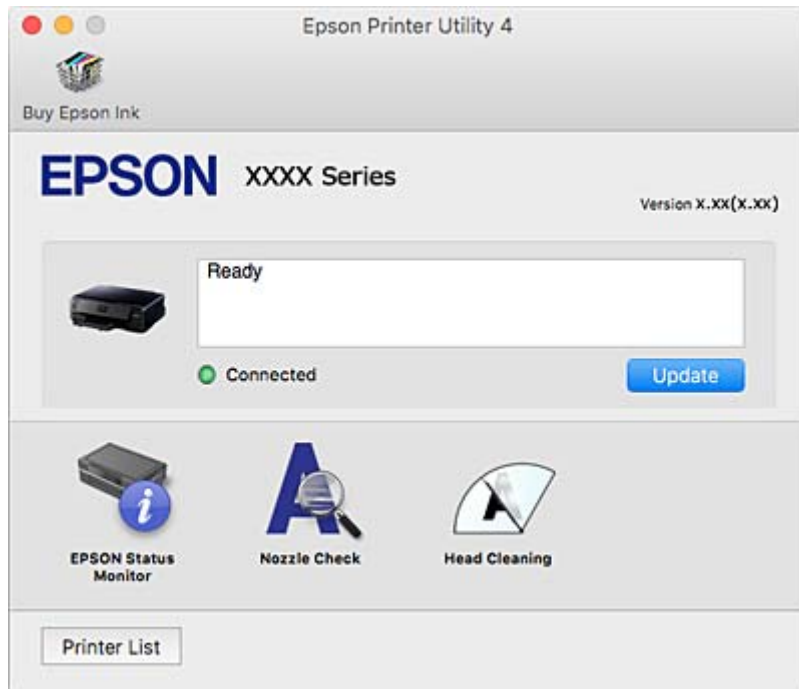 Epson Printer Utility 4
Buy Epson Ink
EPSON XXXX Series
Version X.XX(X.XX)
Ready
Connected
Update
EPSON Status
Monitor
Nozzle Check
Head Cleaning
Printer List